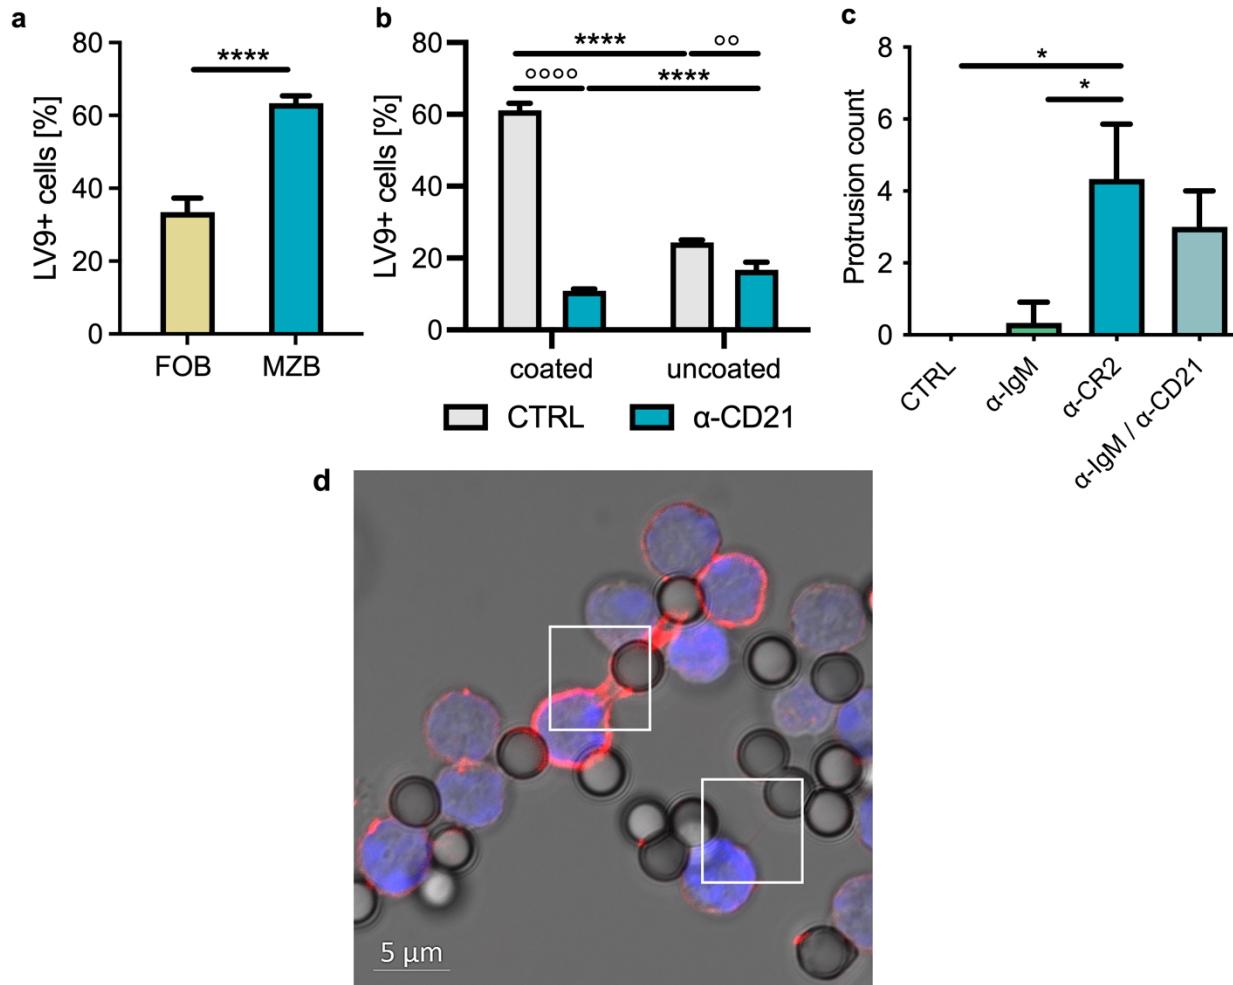 a
80
60
40
20
0
LV9+ cells [%]
****
FOB MZB
b
80
60
40
20
0
LV9+ cells [%]
**** °°
°°°° ****
coated uncoated
CTRL α-CD21
c
8
6
4
2
0
Protrusion count
*
*
CTRL
α-IgM
α-CR2
α-IgM / α-CD21
d
5 µm